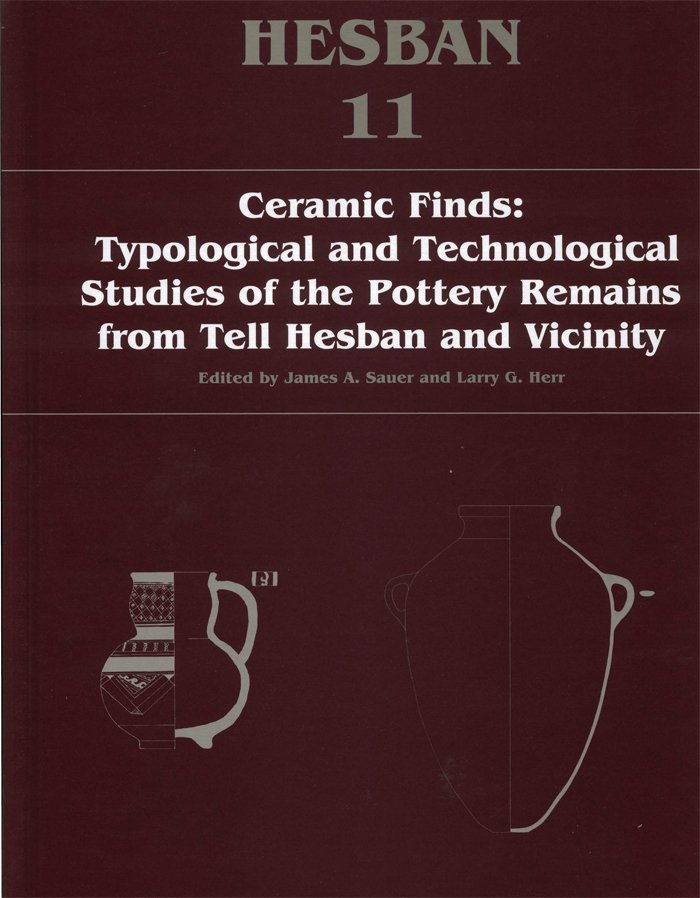 HESBAN
11
Ceramic Finds:
Typological and Technological
Studies of the Pottery Remains
from Tell Hesban and Vicinity
Edited by James A. Sauer and Larry G. Herr